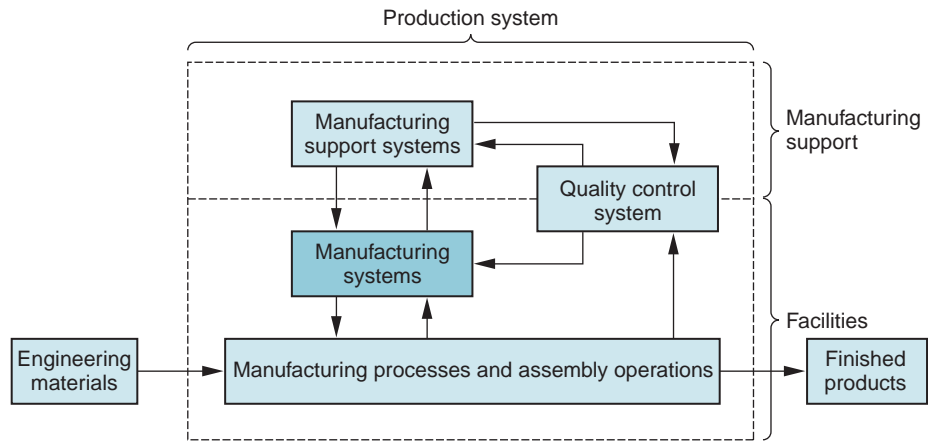 Production system
Manufacturing
support systems
Manufacturing
support
Quality control
system
Manufacturing
systems
Facilities
Engineering
materials
Manufacturing processes and assembly operations
Finished
products